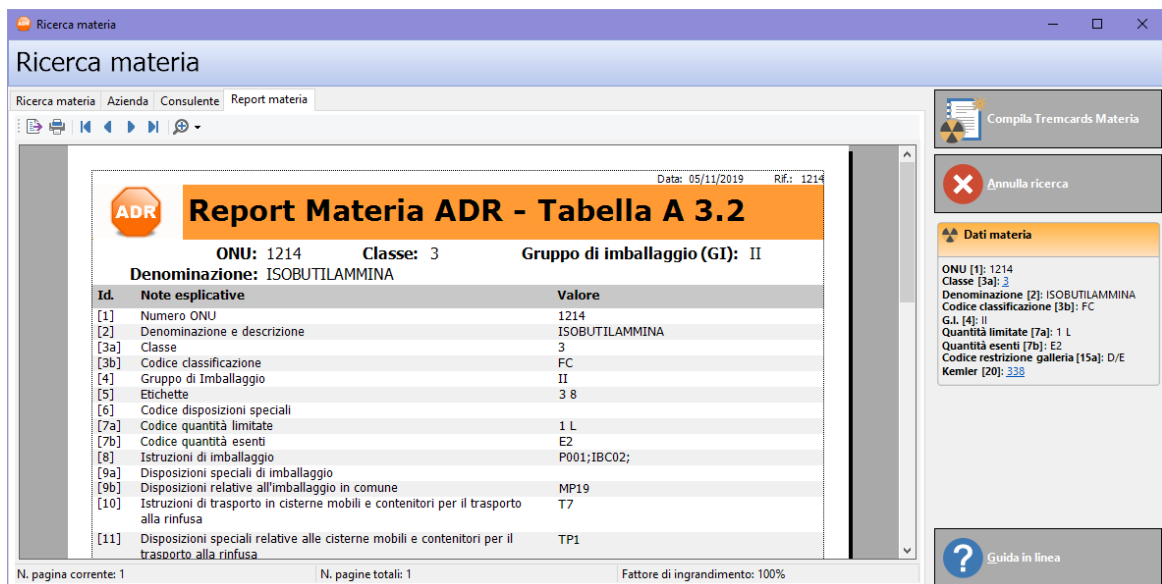 Ricerca materia
Ricerca materia
Ricerca materia Azienda Consulente Report materia
Data: 05/11/2019 Rif.: 1214
ADR Report Materia ADR - Tabella A 3.2
ONU: 1214 Classe: 3 Gruppo di imballaggio (GI): II
Denominazione: ISOBUTILAMMINA
Id. Note esplicative Valore
[1] Numero ONU 1214
[2] Denominazione e descrizione ISOBUTILAMMINA
[3a] Classe 3
[3b] Codice classificazione FC
[4] Gruppo di Imballaggio II
[5] Etichette 3 8
[6] Codice disposizioni speciali
[7a] Codice quantità limitate 1 L
[7b] Codice quantità esenti E2
[8] Istruzioni di imballaggio P001;IBC02;
[9a] Disposizioni speciali di imballaggio
[9b] Disposizioni relative all'imballaggio in comune MP19
[10] Istruzioni di trasporto in cisterne mobili e contenitori per il trasporto T7
alla rinfusa
[11] Disposizioni speciali relative alle cisterne mobili e contenitori per il TP1
trasporto alla rinfusa
N. pagina corrente: 1 N. pagine totali: 1 Fattore di ingrandimento: 100%
Compila Tremcards Materia
Annulla ricerca
Dati materia
ONU [1]: 1214
Classe [3a]: 3
Denominazione [2]: ISOBUTILAMMINA
Codice classificazione [3b]: FC
G.I. [4]: II
Quantità limitate [7a]: 1 L
Quantità esenti [7b]: E2
Codice restrizione galleria [15a]: D/E
Kemler [20]: 338
Guida in linea